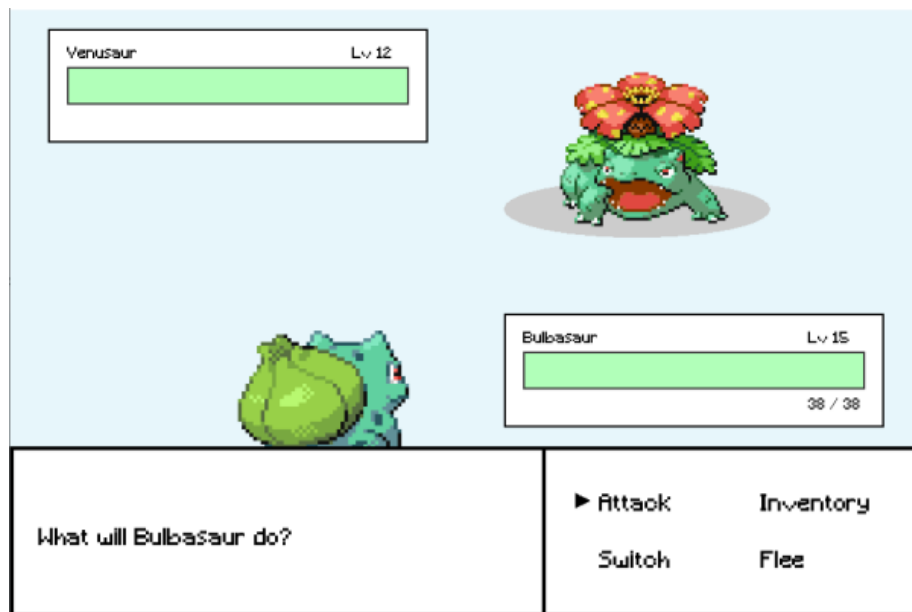 Venusaur Lv 12
Bulbasaur Lv 15
38 / 38
What will Bulbasaur do?
▶ Attack Inventory
Switch Flee